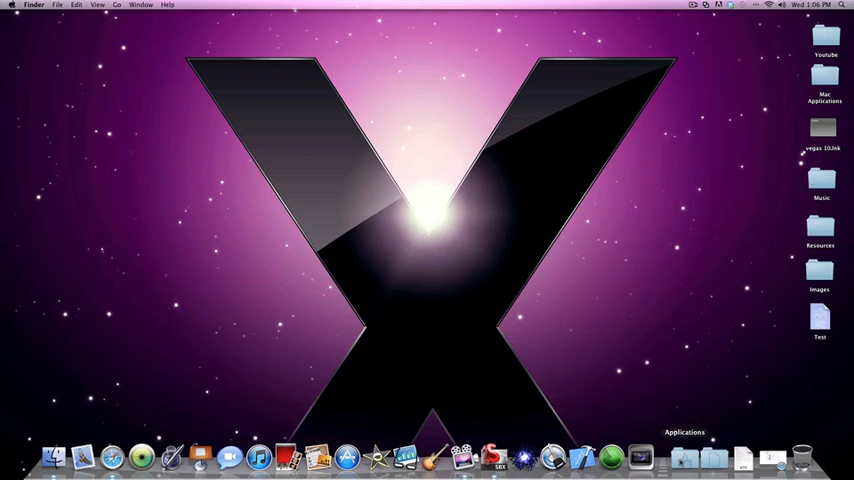 Finder File Edit View Go Window Help Wed 1:06 PM
Youtube
Mac
Applications
vegas 10.lnk
Music
Resources
Images
Test
Applications
SBX